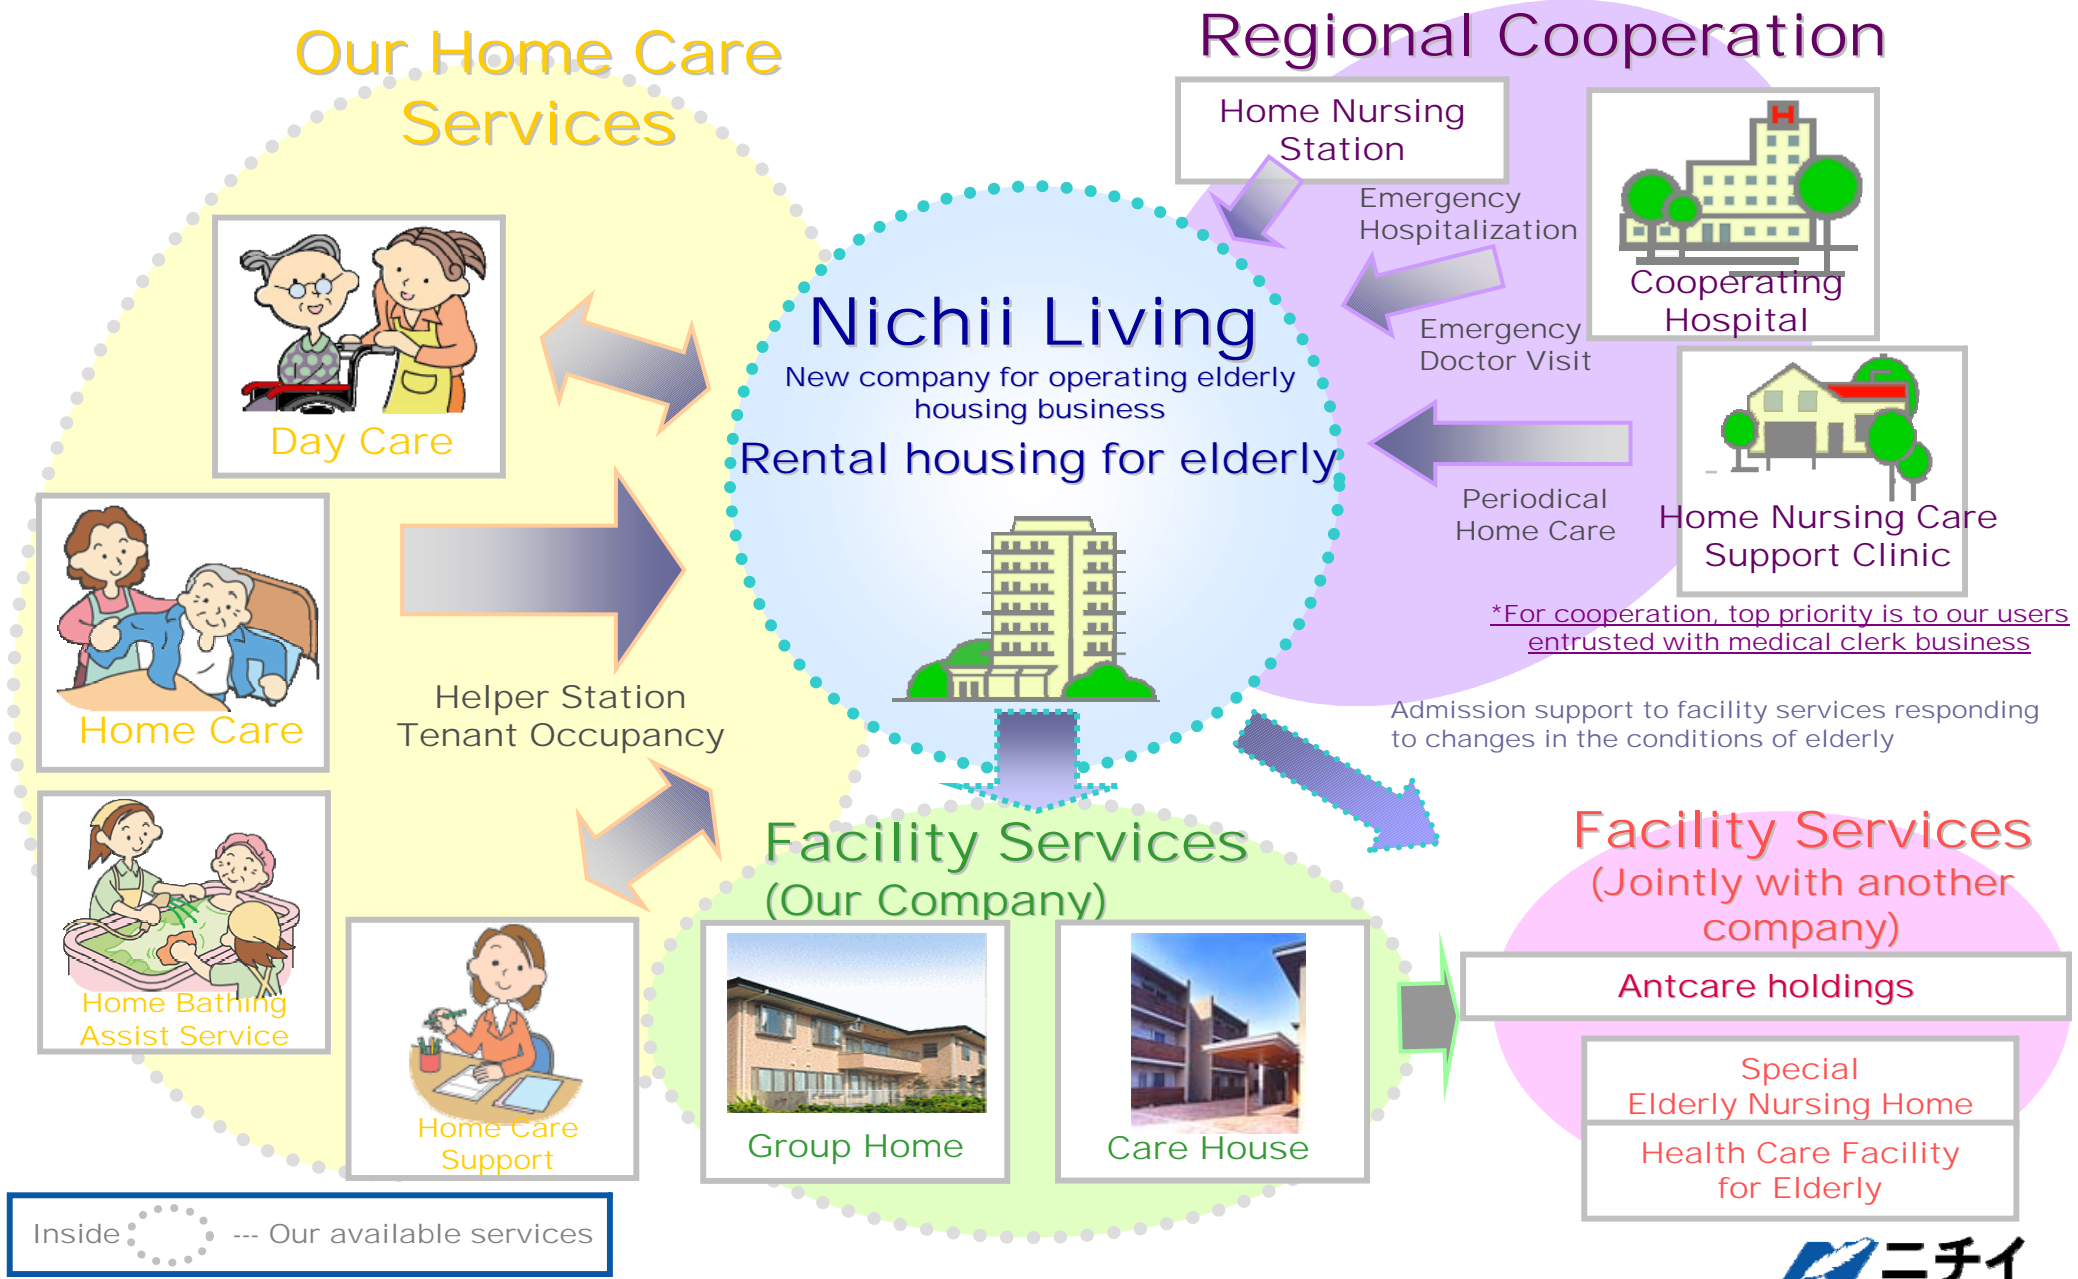 Our Home Care
Services
Regional Cooperation
Home Nursing
Station
Emergency
Hospitalization
Cooperating
Hospital
Emergency
Doctor Visit
Nichii Living
New company for operating elderly
housing business
Rental housing for elderly
Day Care
Periodical
Home Care
Home Nursing Care
Support Clinic
*For cooperation, top priority is to our users
entrusted with medical clerk business
Home Care
Helper Station
Tenant Occupancy
Admission support to facility services responding
to changes in the conditions of elderly
Home Bathing
Assist Service
Home Care
Support
Facility Services
(Our Company)
Group Home
Care House
Facility Services
(Jointly with another
company)
Antcare holdings
Special
Elderly Nursing Home
Health Care Facility
for Elderly
Inside --- Our available services
H
ニチイ